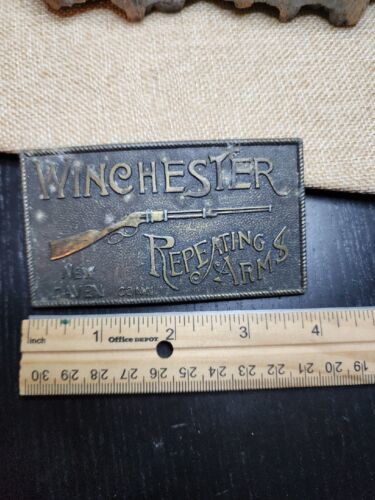 WINCHESTER
REPEATING
ARMS
NEW
HAVEN CONN
inch 1 Office DEPOT 2 3 4
30 29 28 27 26 25 24 23 22 21 20 19 18